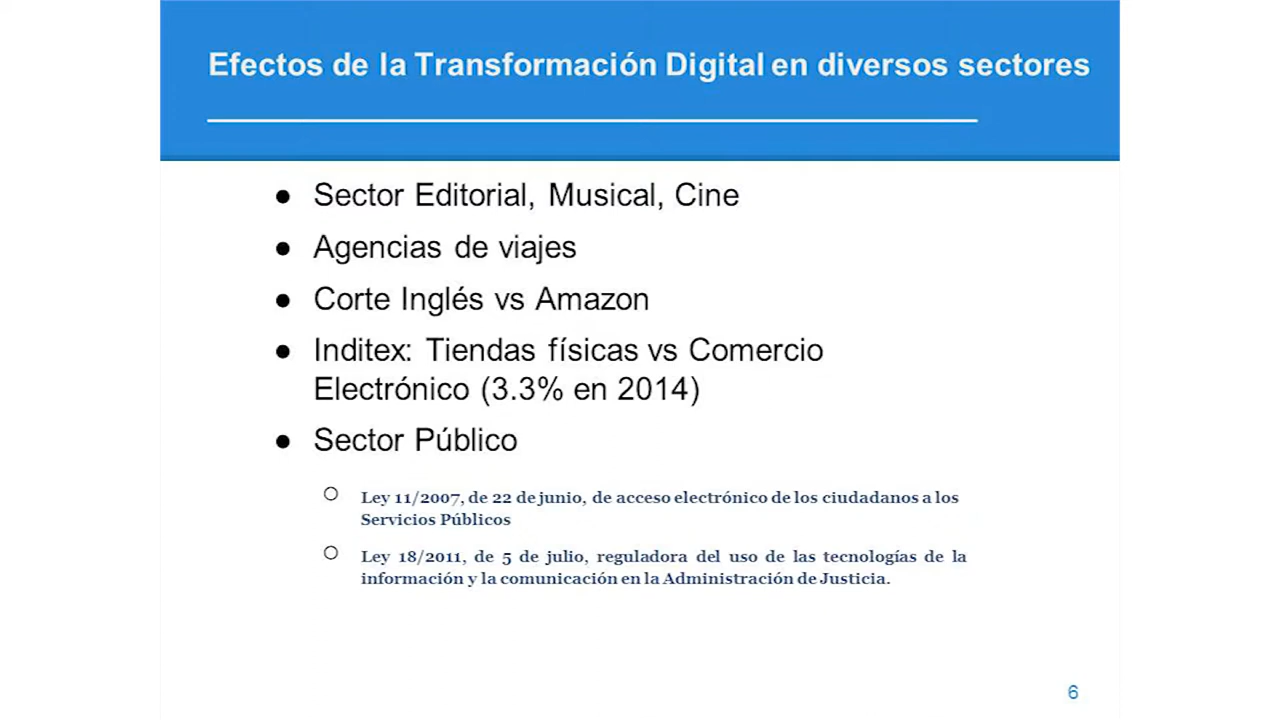 Efectos de la Transformación Digital en diversos sectores
● Sector Editorial, Musical, Cine
● Agencias de viajes
● Corte Inglés vs Amazon
● Inditex: Tiendas físicas vs Comercio
Electrónico (3.3% en 2014)
● Sector Público
○ Ley 11/2007, de 22 de junio, de acceso electrónico de los ciudadanos a los
Servicios Públicos
○ Ley 18/2011, de 5 de julio, reguladora del uso de las tecnologías de la
información y la comunicación en la Administración de Justicia.
6